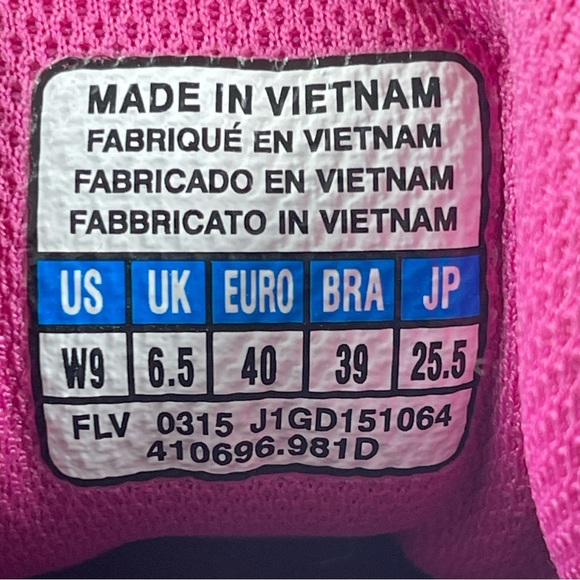 MADE IN VIETNAM
FABRIQUÉ EN VIETNAM
FABRICADO EN VIETNAM
FABBRICATO IN VIETNAM
US UK EURO BRA JP
W9 6.5 40 39 25.5
FLV 0315 J1GD151064
410696.981D